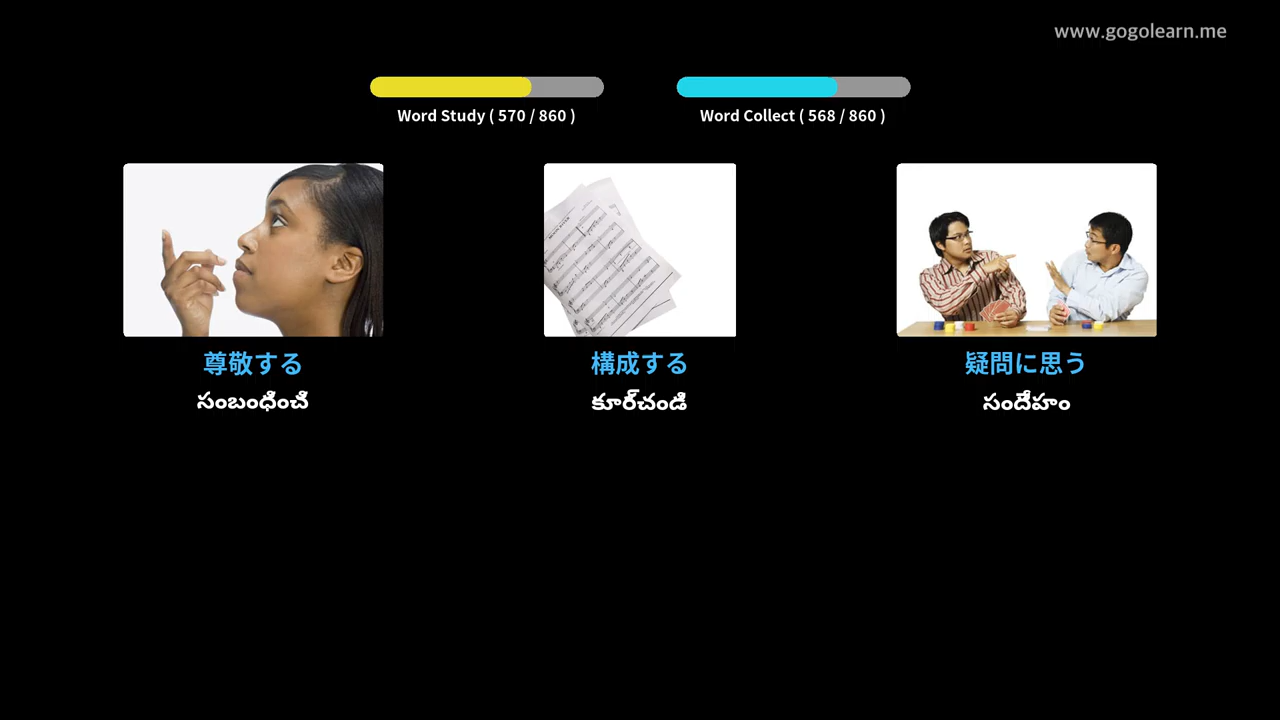 www.gogolearn.me
Word Study ( 570 / 860 )
Word Collect ( 568 / 860 )
尊敬する
構成する
疑問に思う
సంబంధించి
కూర్చండి
సందేహం